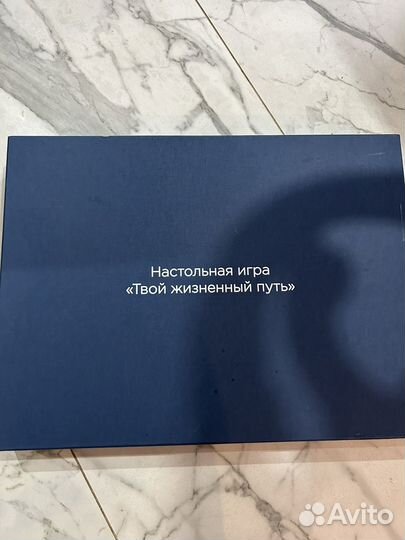 Настольная игра
«Твой жизненный путь»
Avito